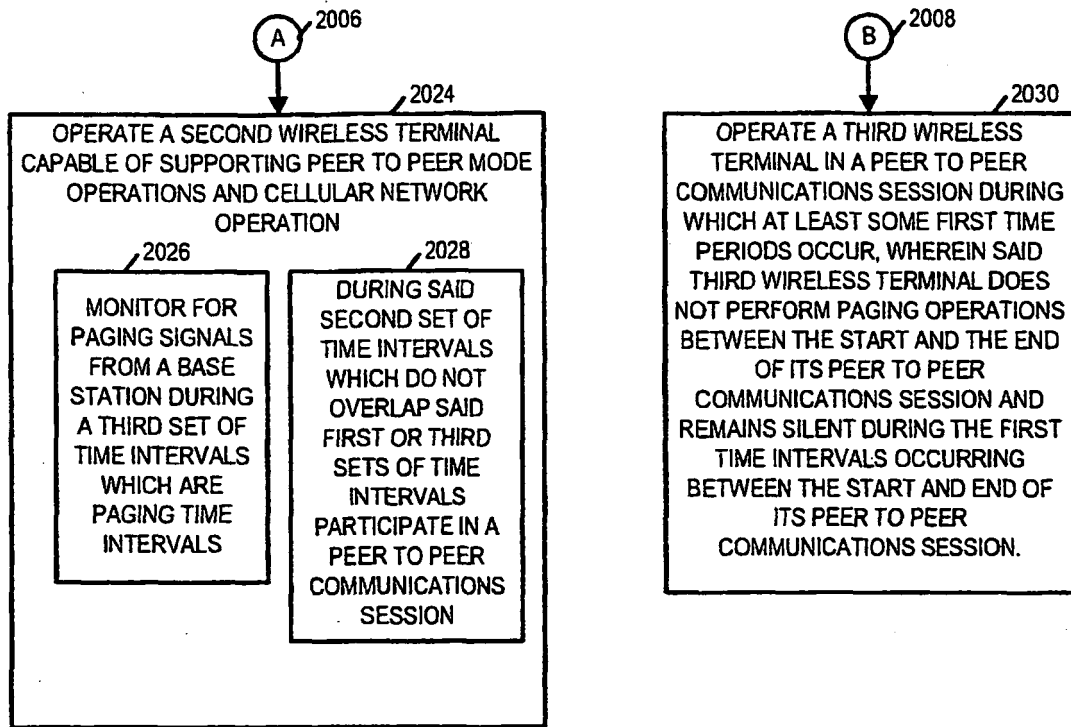 A
2006
2024
OPERATE A SECOND WIRELESS TERMINAL
CAPABLE OF SUPPORTING PEER TO PEER MODE
OPERATIONS AND CELLULAR NETWORK
OPERATION
2026
MONITOR FOR
PAGING SIGNALS
FROM A BASE
STATION DURING
A THIRD SET OF
TIME INTERVALS
WHICH ARE
PAGING TIME
INTERVALS
2028
DURING SAID
SECOND SET OF
TIME INTERVALS
WHICH DO NOT
OVERLAP SAID
FIRST OR THIRD
SETS OF TIME
INTERVALS
PARTICIPATE IN A
PEER TO PEER
COMMUNICATIONS
SESSION
B
2008
2030
OPERATE A THIRD WIRELESS
TERMINAL IN A PEER TO PEER
COMMUNICATIONS SESSION DURING
WHICH AT LEAST SOME FIRST TIME
PERIODS OCCUR, WHEREIN SAID
THIRD WIRELESS TERMINAL DOES
NOT PERFORM PAGING OPERATIONS
BETWEEN THE START AND THE END
OF ITS PEER TO PEER
COMMUNICATIONS SESSION AND
REMAINS SILENT DURING THE FIRST
TIME INTERVALS OCCURRING
BETWEEN THE START AND END OF
ITS PEER TO PEER
COMMUNICATIONS SESSION.